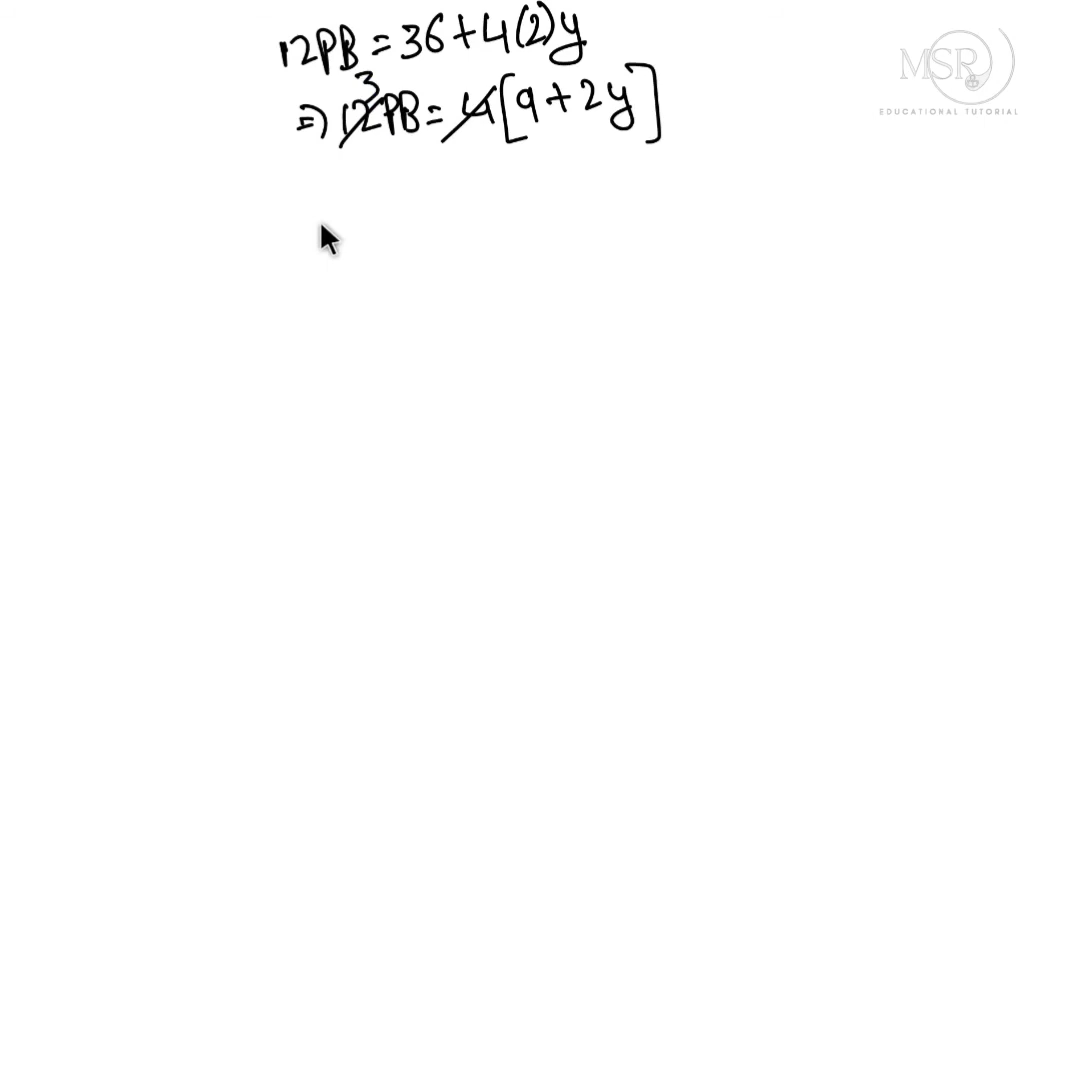 12PB = 36 + 4(2)y
3
⇒ 12PB = 4[9 + 2y]
MSR
EDUCATIONAL TUTORIAL